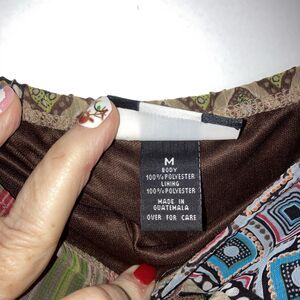 M
BODY
100% POLYESTER
LINING
100% POLYESTER
MADE IN
GUATEMALA
OVER FOR CARE